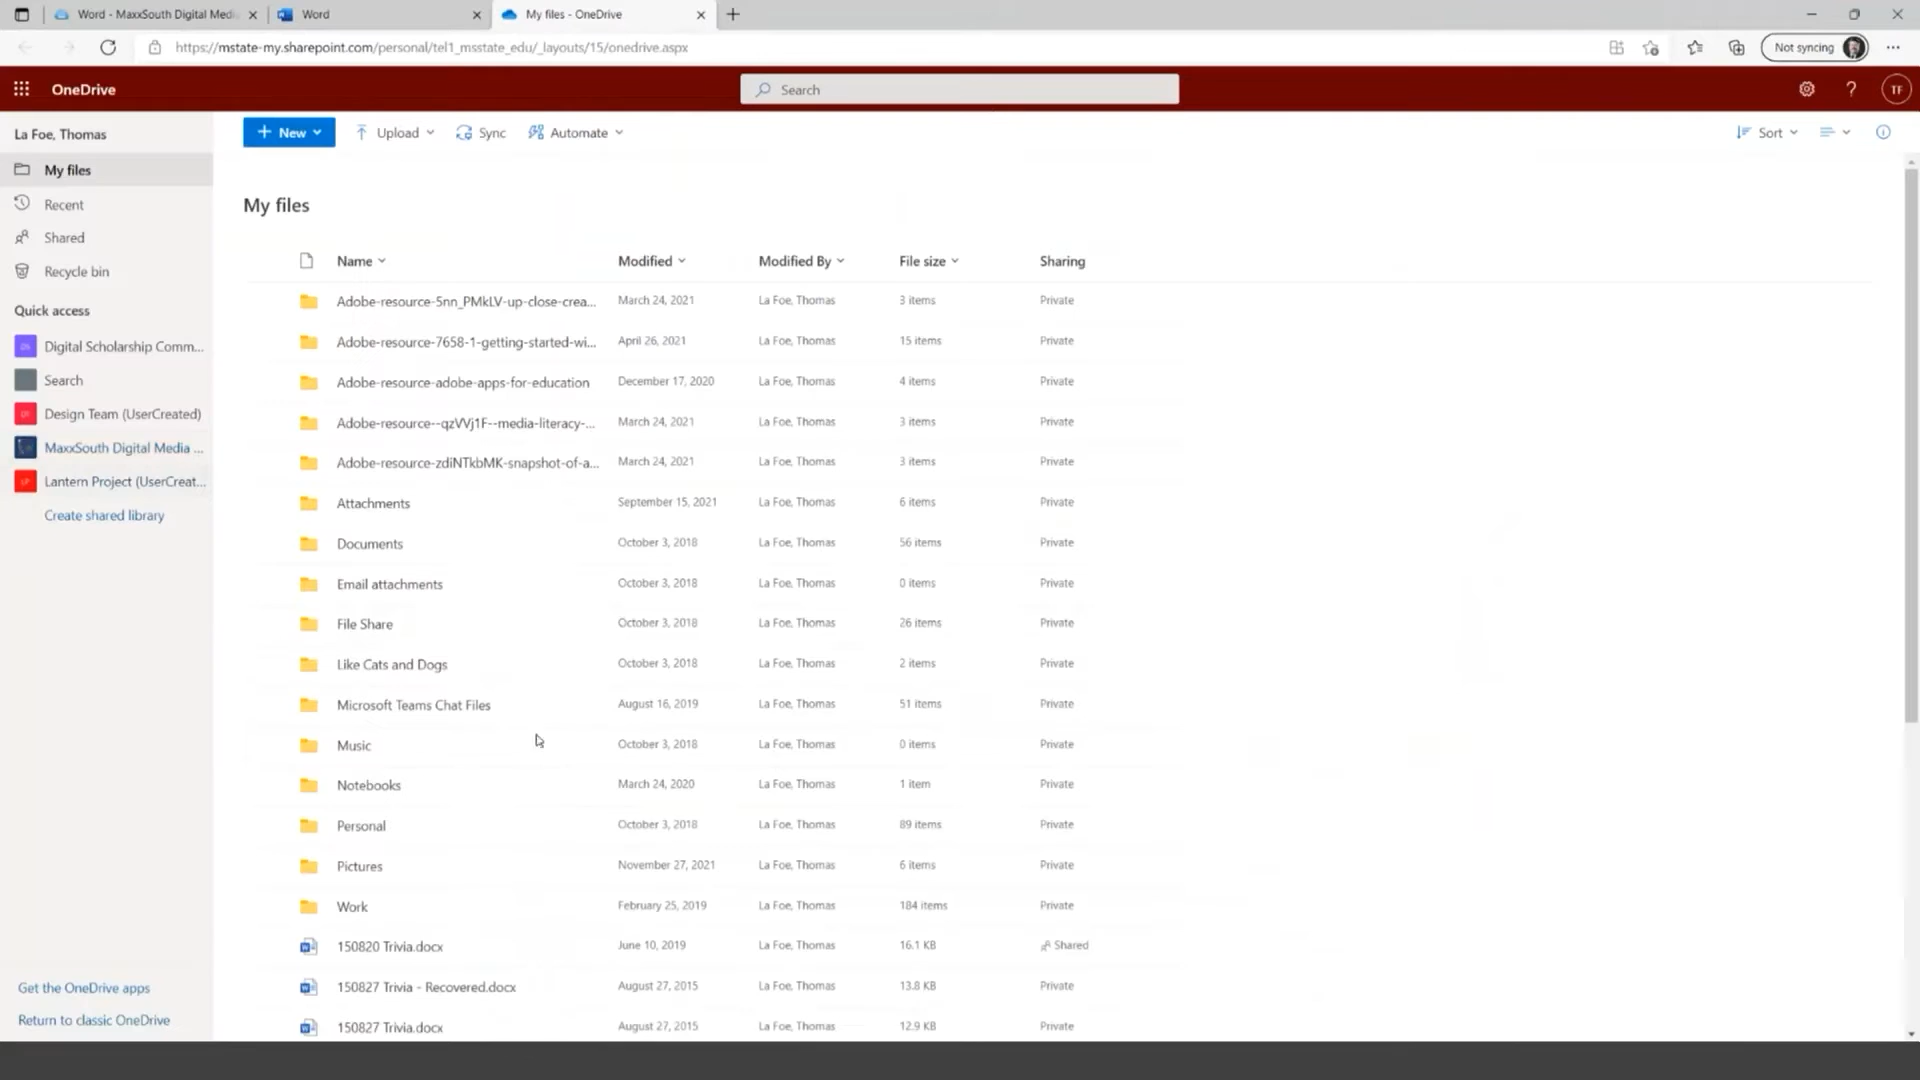 Word - MaxxSouth Digital Medi
Word
My files - OneDrive
https://mstate-my.sharepoint.com/personal/tel1_msstate_edu/_layouts/15/onedrive.aspx
Not syncing
OneDrive
Search
TF
La Foe, Thomas
New
Upload
Sync
Automate
Sort
My files
Recent
Shared
Recycle bin
Quick access
Digital Scholarship Comm...
Search
Design Team (UserCreated)
MaxxSouth Digital Media ...
Lantern Project (UserCreat...
Create shared library
Get the OneDrive apps
Return to classic OneDrive
My files
Name Modified Modified By File size Sharing
Adobe-resource-5nn_PMkLV-up-close-crea... March 24, 2021 La Foe, Thomas 3 items Private
Adobe-resource-7658-1-getting-started-wi... April 26, 2021 La Foe, Thomas 15 items Private
Adobe-resource-adobe-apps-for-education December 17, 2020 La Foe, Thomas 4 items Private
Adobe-resource--qzVVj1F--media-literacy-... March 24, 2021 La Foe, Thomas 3 items Private
Adobe-resource-zdiNTkbMK-snapshot-of-a... March 24, 2021 La Foe, Thomas 3 items Private
Attachments September 15, 2021 La Foe, Thomas 6 items Private
Documents October 3, 2018 La Foe, Thomas 56 items Private
Email attachments October 3, 2018 La Foe, Thomas 0 items Private
File Share October 3, 2018 La Foe, Thomas 26 items Private
Like Cats and Dogs October 3, 2018 La Foe, Thomas 2 items Private
Microsoft Teams Chat Files August 16, 2019 La Foe, Thomas 51 items Private
Music October 3, 2018 La Foe, Thomas 0 items Private
Notebooks March 24, 2020 La Foe, Thomas 1 item Private
Personal October 3, 2018 La Foe, Thomas 89 items Private
Pictures November 27, 2021 La Foe, Thomas 6 items Private
Work February 25, 2019 La Foe, Thomas 184 items Private
150820 Trivia.docx June 10, 2019 La Foe, Thomas 16.1 KB Shared
150827 Trivia - Recovered.docx August 27, 2015 La Foe, Thomas 13.8 KB Private
150827 Trivia.docx August 27, 2015 La Foe, Thomas 12.9 KB Private